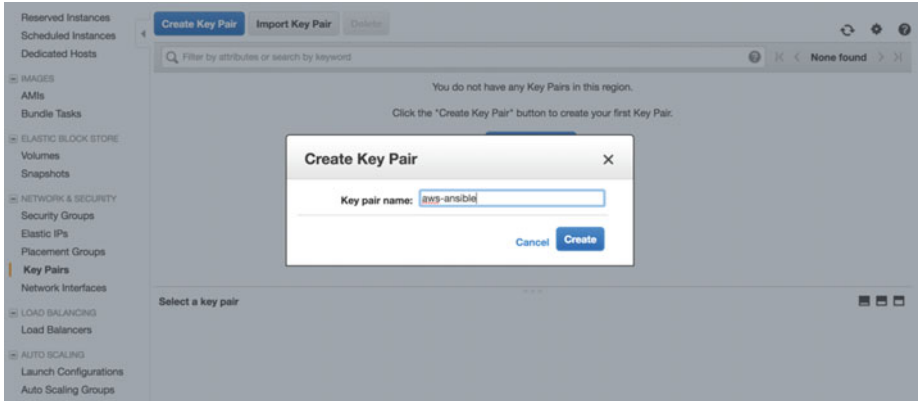 Reserved Instances
Scheduled Instances
Dedicated Hosts
IMAGES
AMIs
Bundle Tasks
ELASTIC BLOCK STORE
Volumes
Snapshots
NETWORK & SECURITY
Security Groups
Elastic IPs
Placement Groups
Key Pairs
Network Interfaces
LOAD BALANCING
Load Balancers
AUTO SCALING
Launch Configurations
Auto Scaling Groups
Create Key Pair Import Key Pair Delete
Filter by attributes or search by keyword None found
You do not have any Key Pairs in this region.
Click the "Create Key Pair" button to create your first Key Pair.
Create Key Pair
Key pair name: aws-ansible
Cancel Create
Select a key pair